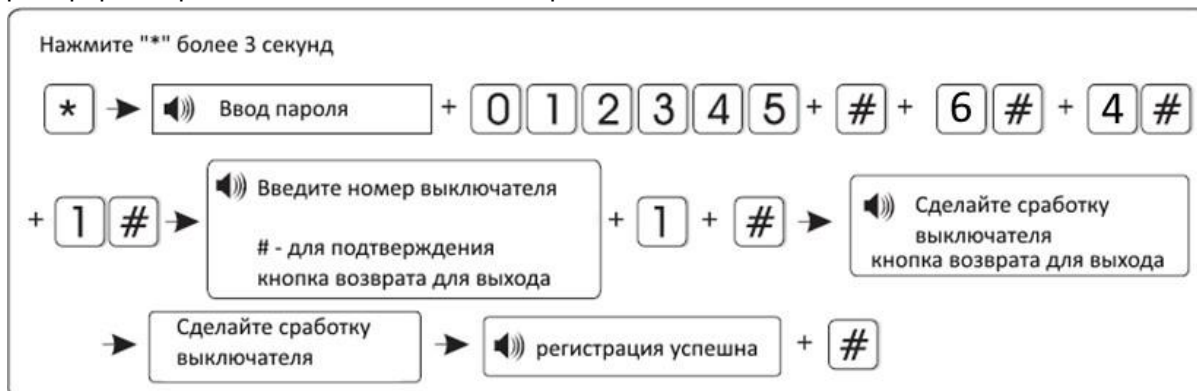 Нажмите "*" более 3 секунд
* Ввод пароля + 0 1 2 3 4 5 + # + 6 # + 4 #
+ 1 # Введите номер выключателя
# - для подтверждения
кнопка возврата для выхода
+ 1 + # Сделайте сработку
выключателя
кнопка возврата для выхода
Сделайте сработку
выключателя
регистрация успешна + #